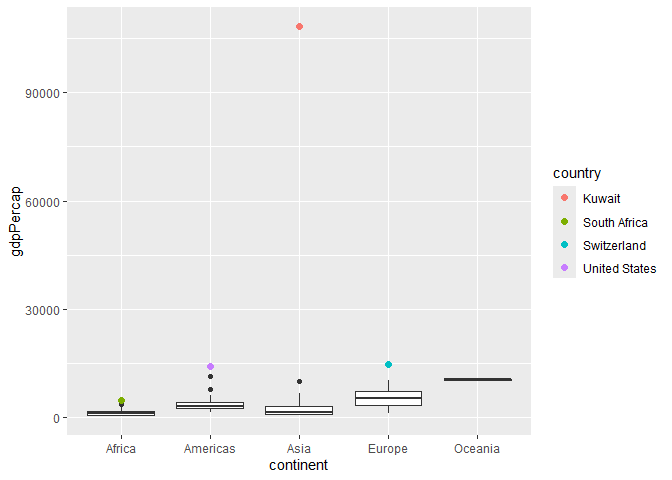 gdpPercap
90000
60000
30000
0
Africa
Americas
Asia
Europe
Oceania
continent
country
Kuwait
South Africa
Switzerland
United States